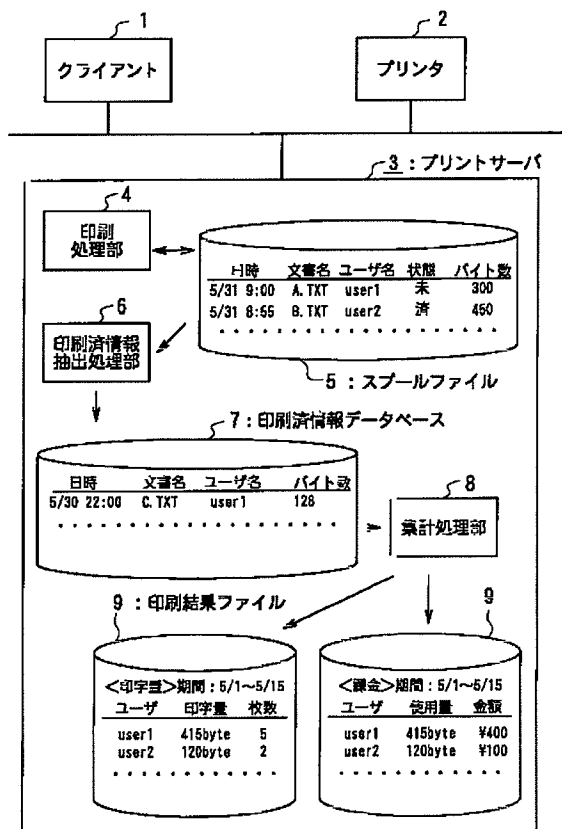 1
クライアント
2
プリンタ
3:プリントサーバ
4
印刷
処理部
日時 文書名 ユーザ名 状態 バイト数
5/31 9:00 A.TXT user1 未 300
5/31 8:55 B.TXT user2 済 450
6
印刷済情報
抽出処理部
5:スプールファイル
7:印刷済情報データベース
日時 文書名 ユーザ名 バイト数
5/30 22:00 C.TXT user1 128
8
集計処理部
9:印刷結果ファイル
<印字量>期間:5/1~5/15
ユーザ 印字量 枚数
user1 415byte 5
user2 120byte 2
9
<課金>期間:5/1~5/15
ユーザ 使用量 金額
user1 415byte ¥400
user2 120byte ¥100